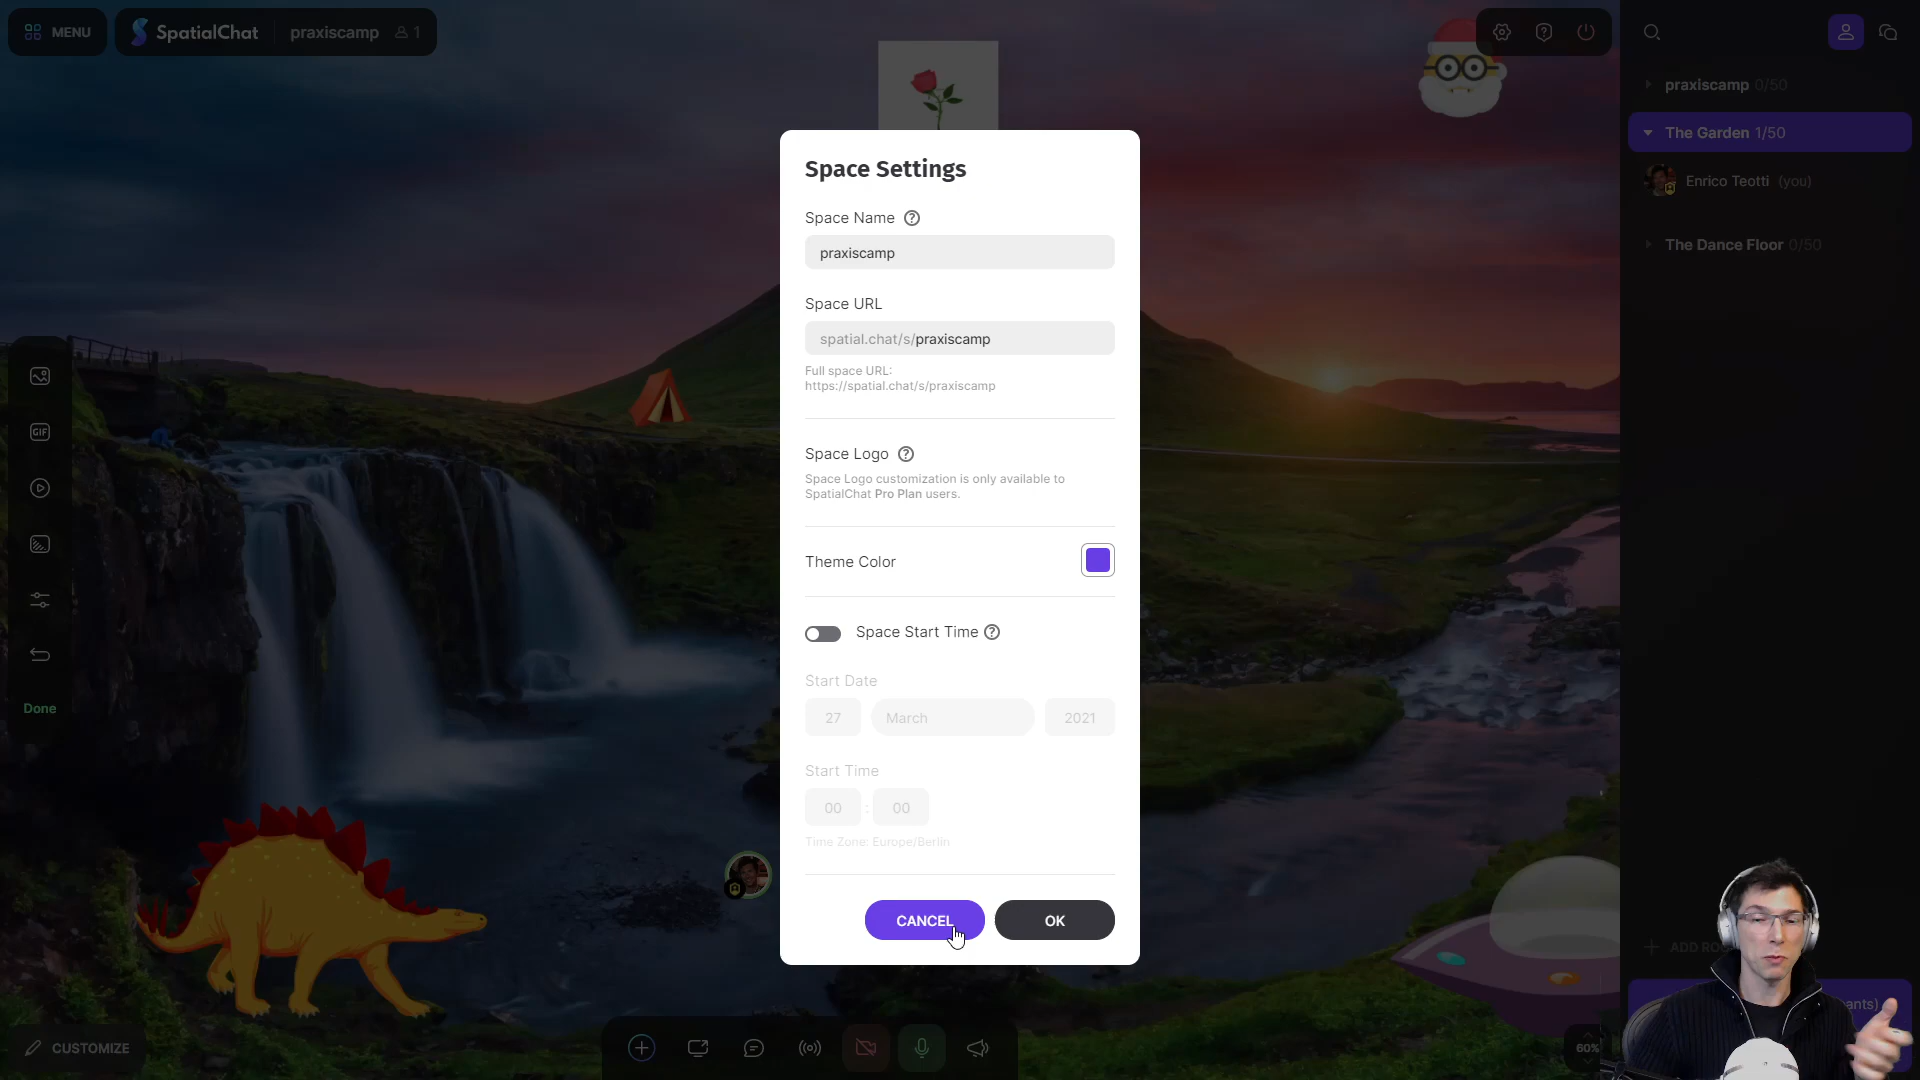 MENU
SpatialChat
praxiscamp 1
praxiscamp 0/50
The Garden 1/50
Enrico Teotti (you)
The Dance Floor 0/50
Space Settings
Space Name ?
praxiscamp
Space URL
spatial.chat/s/praxiscamp
Full space URL:
https://spatial.chat/s/praxiscamp
Space Logo ?
Space Logo customization is only available to
SpatialChat Pro Plan users.
Theme Color
Space Start Time ?
Start Date
27 March 2021
Start Time
00 : 00
Time Zone: Europe/Berlin
CANCEL OK
GIF
Done
CUSTOMIZE
60%
ADD